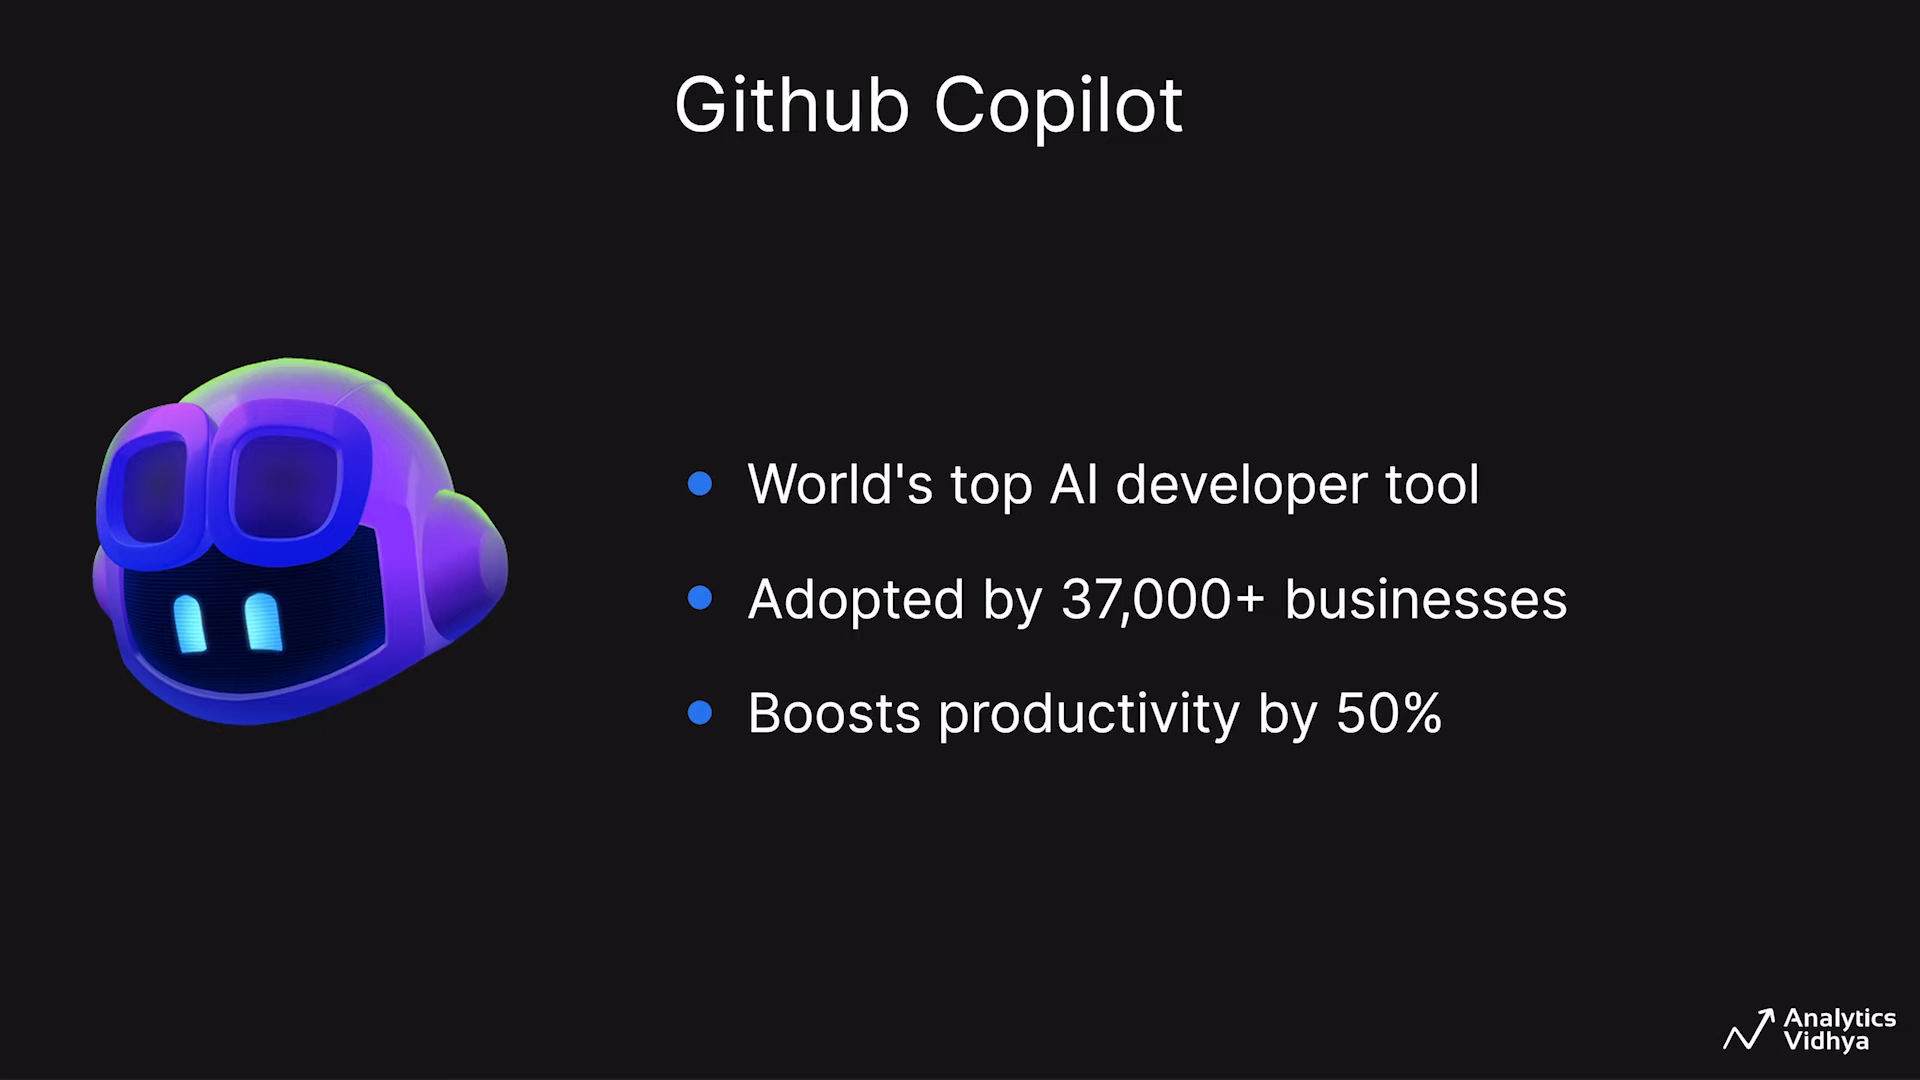 Github Copilot
World's top AI developer tool
Adopted by 37,000+ businesses
Boosts productivity by 50%
Analytics
Vidhya